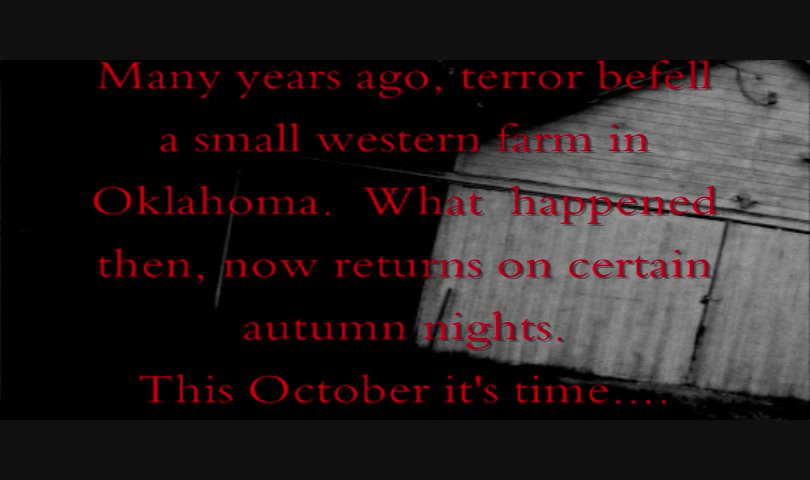 Many years ago, terror befell
a small western farm in
Oklahoma. What happened
then, now returns on certain
autumn nights.
This October it's time....